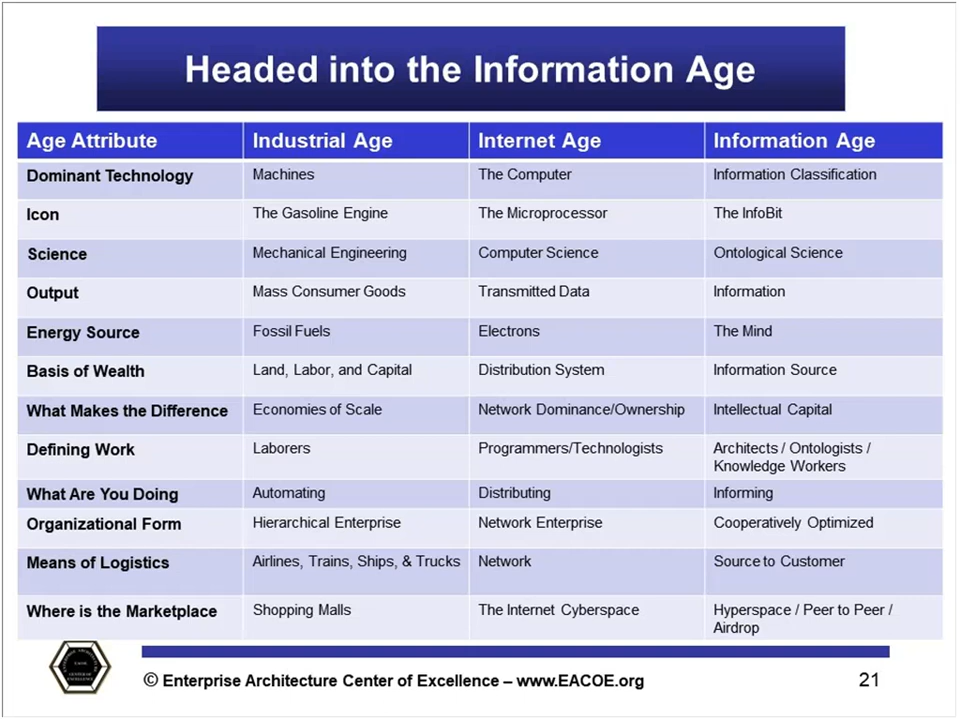 Headed into the Information Age
Age Attribute Industrial Age Internet Age Information Age
Dominant Technology Machines The Computer Information Classification
Icon The Gasoline Engine The Microprocessor The InfoBit
Science Mechanical Engineering Computer Science Ontological Science
Output Mass Consumer Goods Transmitted Data Information
Energy Source Fossil Fuels Electrons The Mind
Basis of Wealth Land, Labor, and Capital Distribution System Information Source
What Makes the Difference Economies of Scale Network Dominance/Ownership Intellectual Capital
Defining Work Laborers Programmers/Technologists Architects / Ontologists /
Knowledge Workers
What Are You Doing Automating Distributing Informing
Organizational Form Hierarchical Enterprise Network Enterprise Cooperatively Optimized
Means of Logistics Airlines, Trains, Ships, & Trucks Network Source to Customer
Where is the Marketplace Shopping Malls The Internet Cyberspace Hyperspace / Peer to Peer /
Airdrop
© Enterprise Architecture Center of Excellence – www.EACOE.org 21